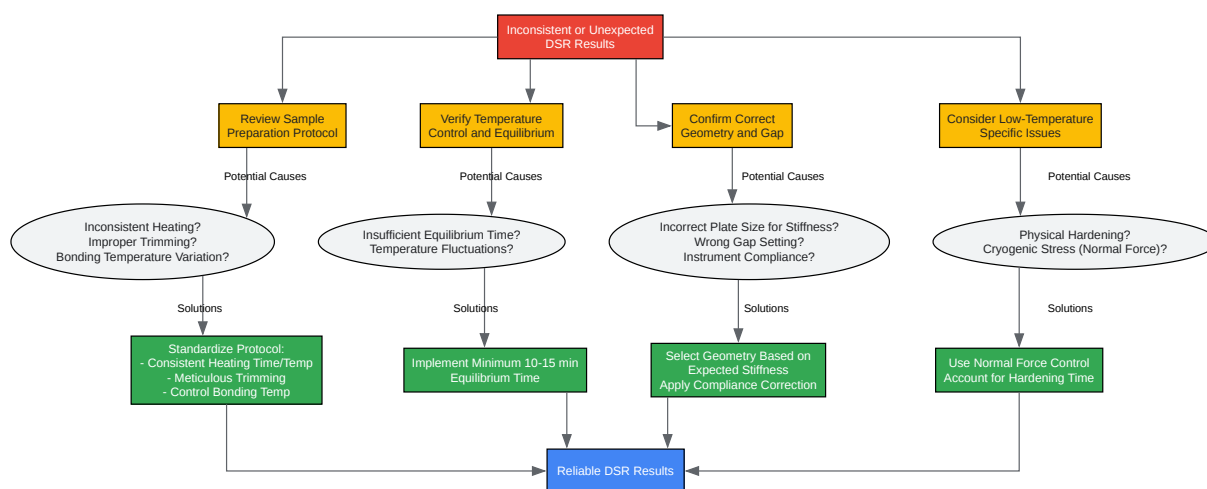 Inconsistent or Unexpected
DSR Results
Review Sample
Preparation Protocol
Verify Temperature
Control and Equilibrium
Confirm Correct
Geometry and Gap
Consider Low-Temperature
Specific Issues
Potential Causes
Potential Causes
Potential Causes
Potential Causes
Inconsistent Heating?
Improper Trimming?
Bonding Temperature Variation?
Insufficient Equilibrium Time?
Temperature Fluctuations?
Incorrect Plate Size for Stiffness?
Wrong Gap Setting?
Instrument Compliance?
Physical Hardening?
Cryogenic Stress (Normal Force)?
Solutions
Solutions
Solutions
Solutions
Standardize Protocol:
- Consistent Heating Time/Temp
- Meticulous Trimming
- Control Bonding Temp
Implement Minimum 10-15 min
Equilibrium Time
Select Geometry Based on
Expected Stiffness
Apply Compliance Correction
Use Normal Force Control
Account for Hardening Time
Reliable DSR Results